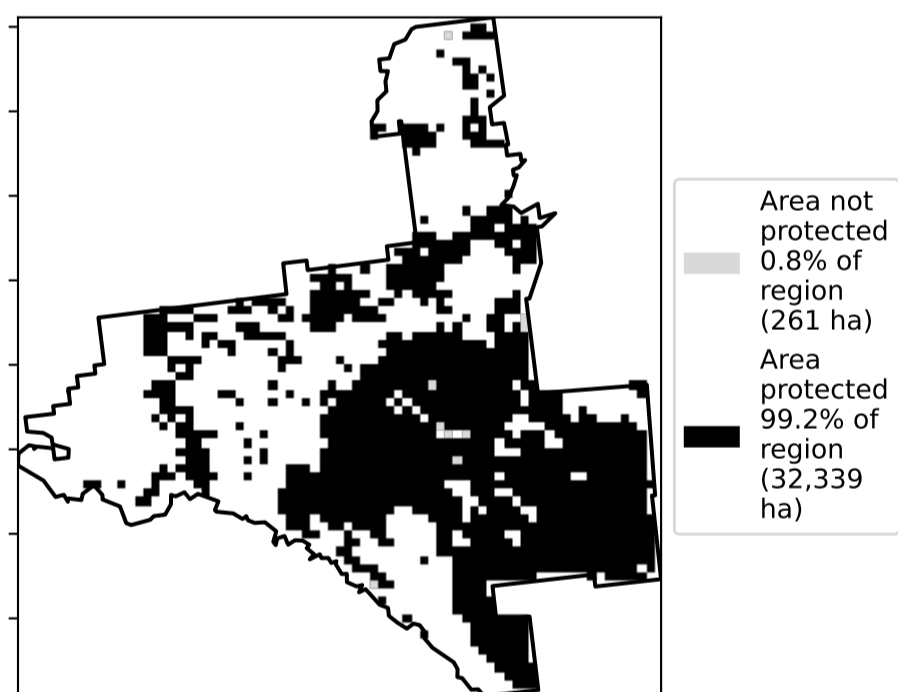 Area not
protected
0.8% of
region
(261 ha)
Area
protected
99.2% of
region
(32,339
ha)